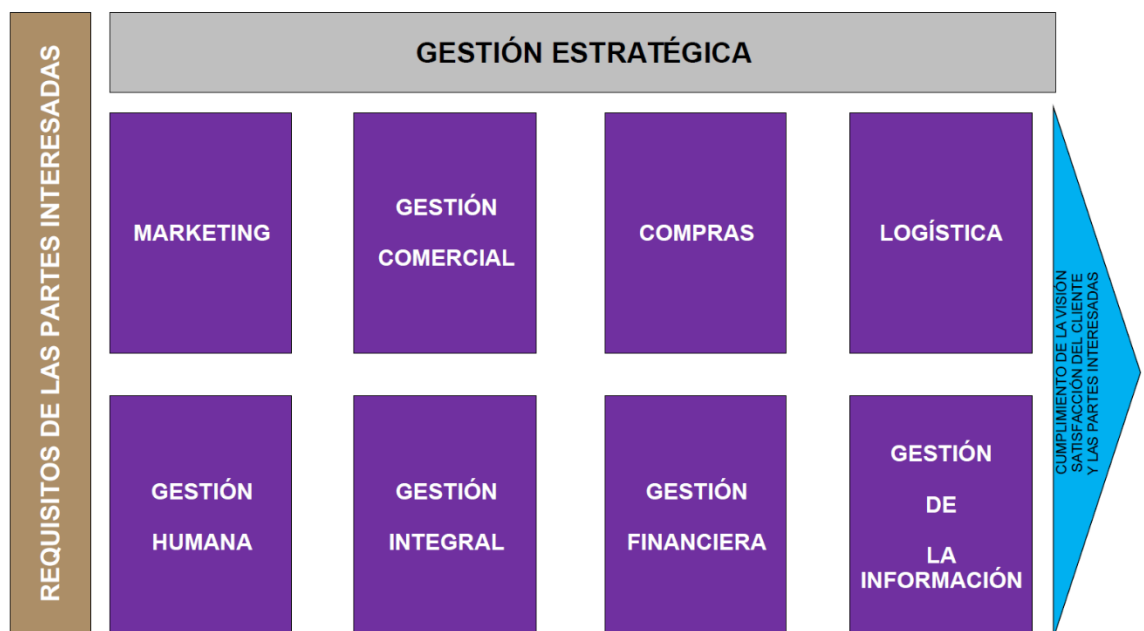 REQUISITOS DE LAS PARTES INTERESADAS
GESTIÓN ESTRATÉGICA
MARKETING
GESTIÓN
COMERCIAL
COMPRAS
LOGÍSTICA
GESTIÓN
HUMANA
GESTIÓN
INTEGRAL
GESTIÓN
FINANCIERA
GESTIÓN
DE
LA
INFORMACIÓN
CUMPLIMIENTO DE LA VISIÓN
SATISFACCIÓN DEL CLIENTE
Y LAS PARTES INTERESADAS